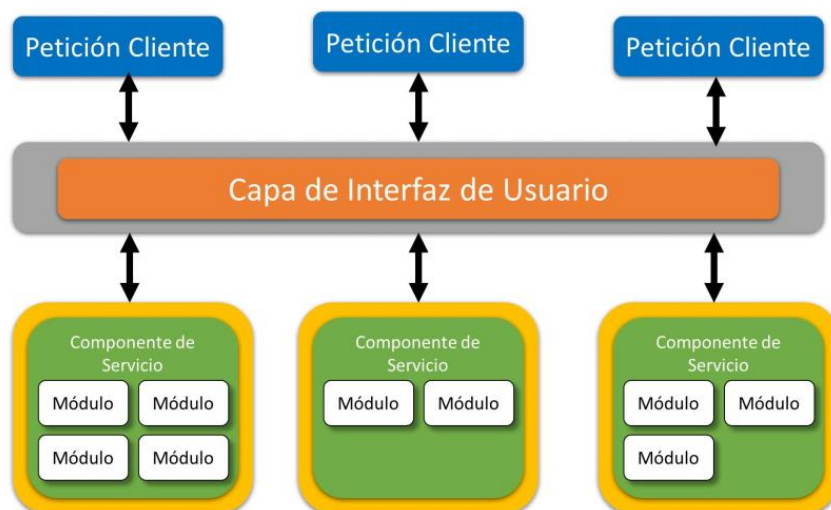 Petición Cliente
Petición Cliente
Petición Cliente
Capa de Interfaz de Usuario
Componente de
Servicio
Módulo
Módulo
Módulo
Módulo
Componente de
Servicio
Módulo
Módulo
Componente de
Servicio
Módulo
Módulo
Módulo